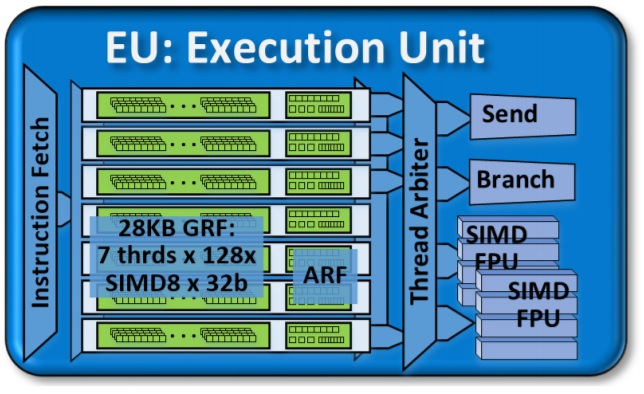 EU: Execution Unit
Instruction Fetch
28KB GRF:
7 thrds x 128x
SIMD8 x 32b
ARF
Thread Arbiter
Send
Branch
SIMD
FPU
SIMD
FPU